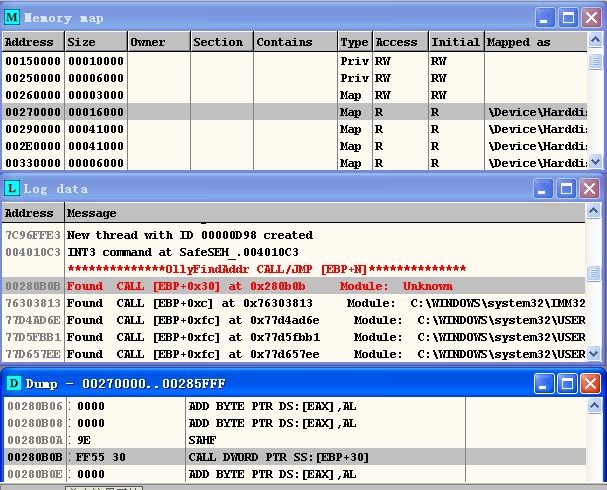 Memory map
Address Size Owner Section Contains Type Access Initial Mapped as
00150000 00010000 Priv RW RW
00250000 00006000 Priv RW RW
00260000 00003000 Map RW RW
00270000 00016000 Map R R \Device\Harddis
00290000 00041000 Map R R \Device\Harddis
002E0000 00041000 Map R R \Device\Harddis
00330000 00006000 Map R R \Device\Harddis
Log data
Address Message
7C96FFE3 New thread with ID 00000D98 created
004010C3 INT3 command at SafeSEH_.004010C3
**************OllyFindAddr CALL/JMP [EBP+N]**************
00280B0B Found CALL [EBP+0x30] at 0x280b0b Module: Unknown
76303813 Found CALL [EBP+0xc] at 0x76303813 Module: C:\WINDOWS\system32\IMM32
77D4AD6E Found CALL [EBP+0xfc] at 0x77d4ad6e Module: C:\WINDOWS\system32\USER
77D5FBB1 Found CALL [EBP+0xfc] at 0x77d5fbb1 Module: C:\WINDOWS\system32\USER
77D657EE Found CALL [EBP+0xfc] at 0x77d657ee Module: C:\WINDOWS\system32\USER
Dump - 00270000..00285FFF
00280B06 : 0000 ADD BYTE PTR DS:[EAX],AL
00280B08 : 0000 ADD BYTE PTR DS:[EAX],AL
00280B0A : 9E SAHF
00280B0B : FF55 30 CALL DWORD PTR SS:[EBP+30]
00280B0E : 0000 ADD BYTE PTR DS:[EAX],AL